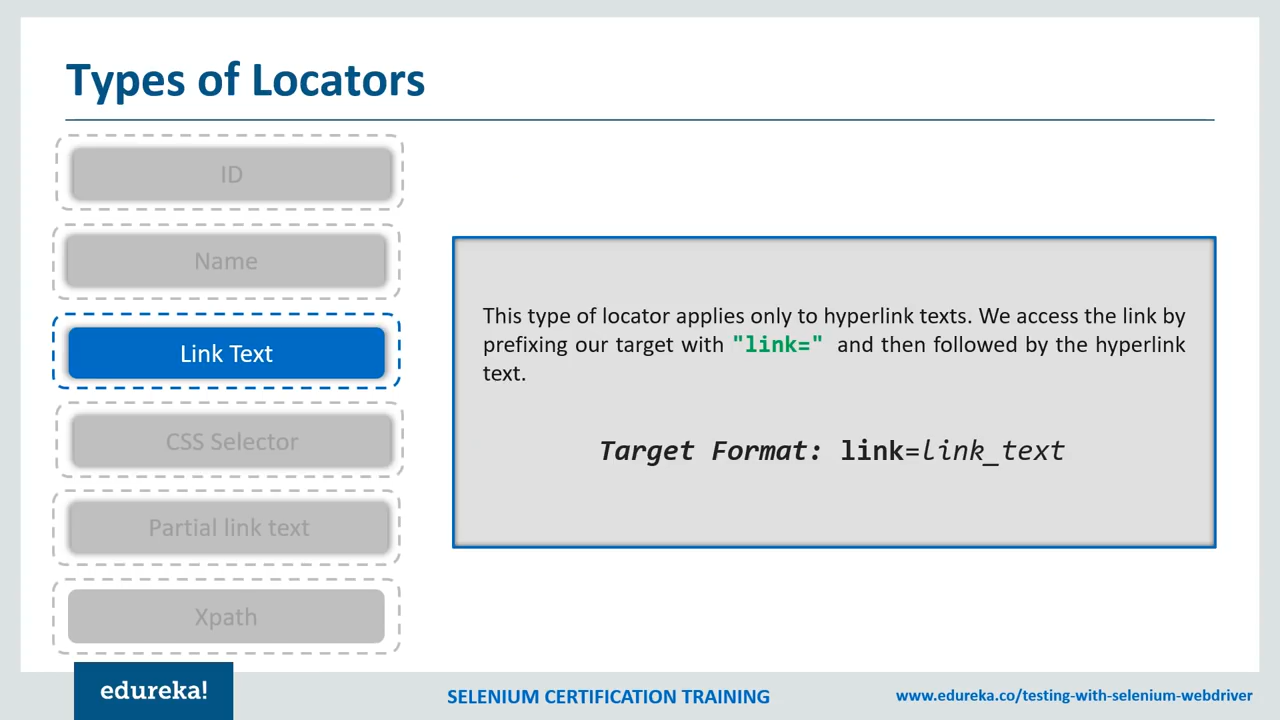 Types of Locators
ID
Name
Link Text
CSS Selector
Partial link text
Xpath
This type of locator applies only to hyperlink texts. We access the link by
prefixing our target with "link=" and then followed by the hyperlink
text.
Target Format: link=link_text
edureka!
SELENIUM CERTIFICATION TRAINING
www.edureka.co/testing-with-selenium-webdriver